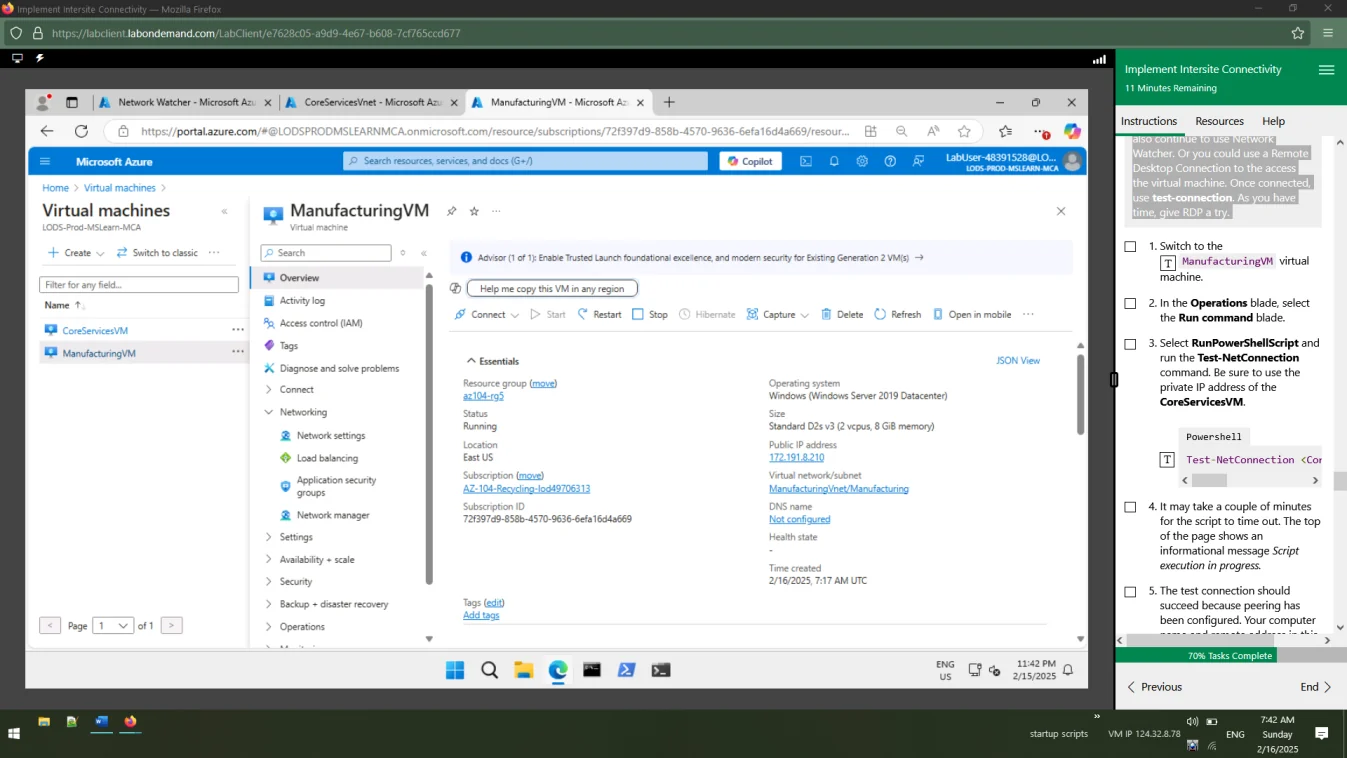 Implement Intersite Connectivity — Mozilla Firefox
https://labclient.labondemand.com/LabClient/e7628c05-a9d9-4e67-b608-7cf765ccd677
Network Watcher - Microsoft Azu
CoreServicesVnet - Microsoft Azu
ManufacturingVM - Microsoft Az
https://portal.azure.com/#@LODSPRODMSLEARNMCA.onmicrosoft.com/resource/subscriptions/72f397d9-858b-4570-9636-6efa16d4a669/resour...
Microsoft Azure
Search resources, services, and docs (G+/)
Copilot
LabUser-48391528@LO...
LODS-PROD-MSLEARN-MCA
Home > Virtual machines >
Virtual machines
LODS-Prod-MSLearn-MCA
Create
Switch to classic
Filter for any field...
Name ↑
CoreServicesVM
ManufacturingVM
< Page 1 of 1 >
ManufacturingVM
Virtual machine
Search
Overview
Activity log
Access control (IAM)
Tags
Diagnose and solve problems
Connect
Networking
Network settings
Load balancing
Application security
groups
Network manager
Settings
Availability + scale
Security
Backup + disaster recovery
Operations
Advisor (1 of 1): Enable Trusted Launch foundational excellence, and modern security for Existing Generation 2 VM(s) →
Help me copy this VM in any region
Connect
Start
Restart
Stop
Hibernate
Capture
Delete
Refresh
Open in mobile
Essentials
JSON View
Resource group (move)
az104-rg5
Status
Running
Location
East US
Subscription (move)
AZ-104-Recycling-lod49706313
Subscription ID
72f397d9-858b-4570-9636-6efa16d4a669
Operating system
Windows (Windows Server 2019 Datacenter)
Size
Standard D2s v3 (2 vcpus, 8 GiB memory)
Public IP address
172.191.8.210
Virtual network/subnet
ManufacturingVnet/Manufacturing
DNS name
Not configured
Health state
-
Time created
2/16/2025, 7:17 AM UTC
Tags (edit)
Add tags
ENG
US
11:42 PM
2/15/2025
Implement Intersite Connectivity
11 Minutes Remaining
Instructions
Resources
Help
also continue to use Network
Watcher. Or you could use a Remote
Desktop Connection to the access
the virtual machine. Once connected,
use test-connection. As you have
time, give RDP a try.
1. Switch to the
T ManufacturingVM virtual
machine.
2. In the Operations blade, select
the Run command blade.
3. Select RunPowerShellScript and
run the Test-NetConnection
command. Be sure to use the
private IP address of the
CoreServicesVM.
Powershell
T Test-NetConnection <Cor
4. It may take a couple of minutes
for the script to time out. The top
of the page shows an
informational message Script
execution in progress.
5. The test connection should
succeed because peering has
been configured. Your computer
name and remote address in this
70% Tasks Complete
< Previous
End >
startup scripts
VM IP 124.32.8.78
ENG
7:42 AM
Sunday
2/16/2025